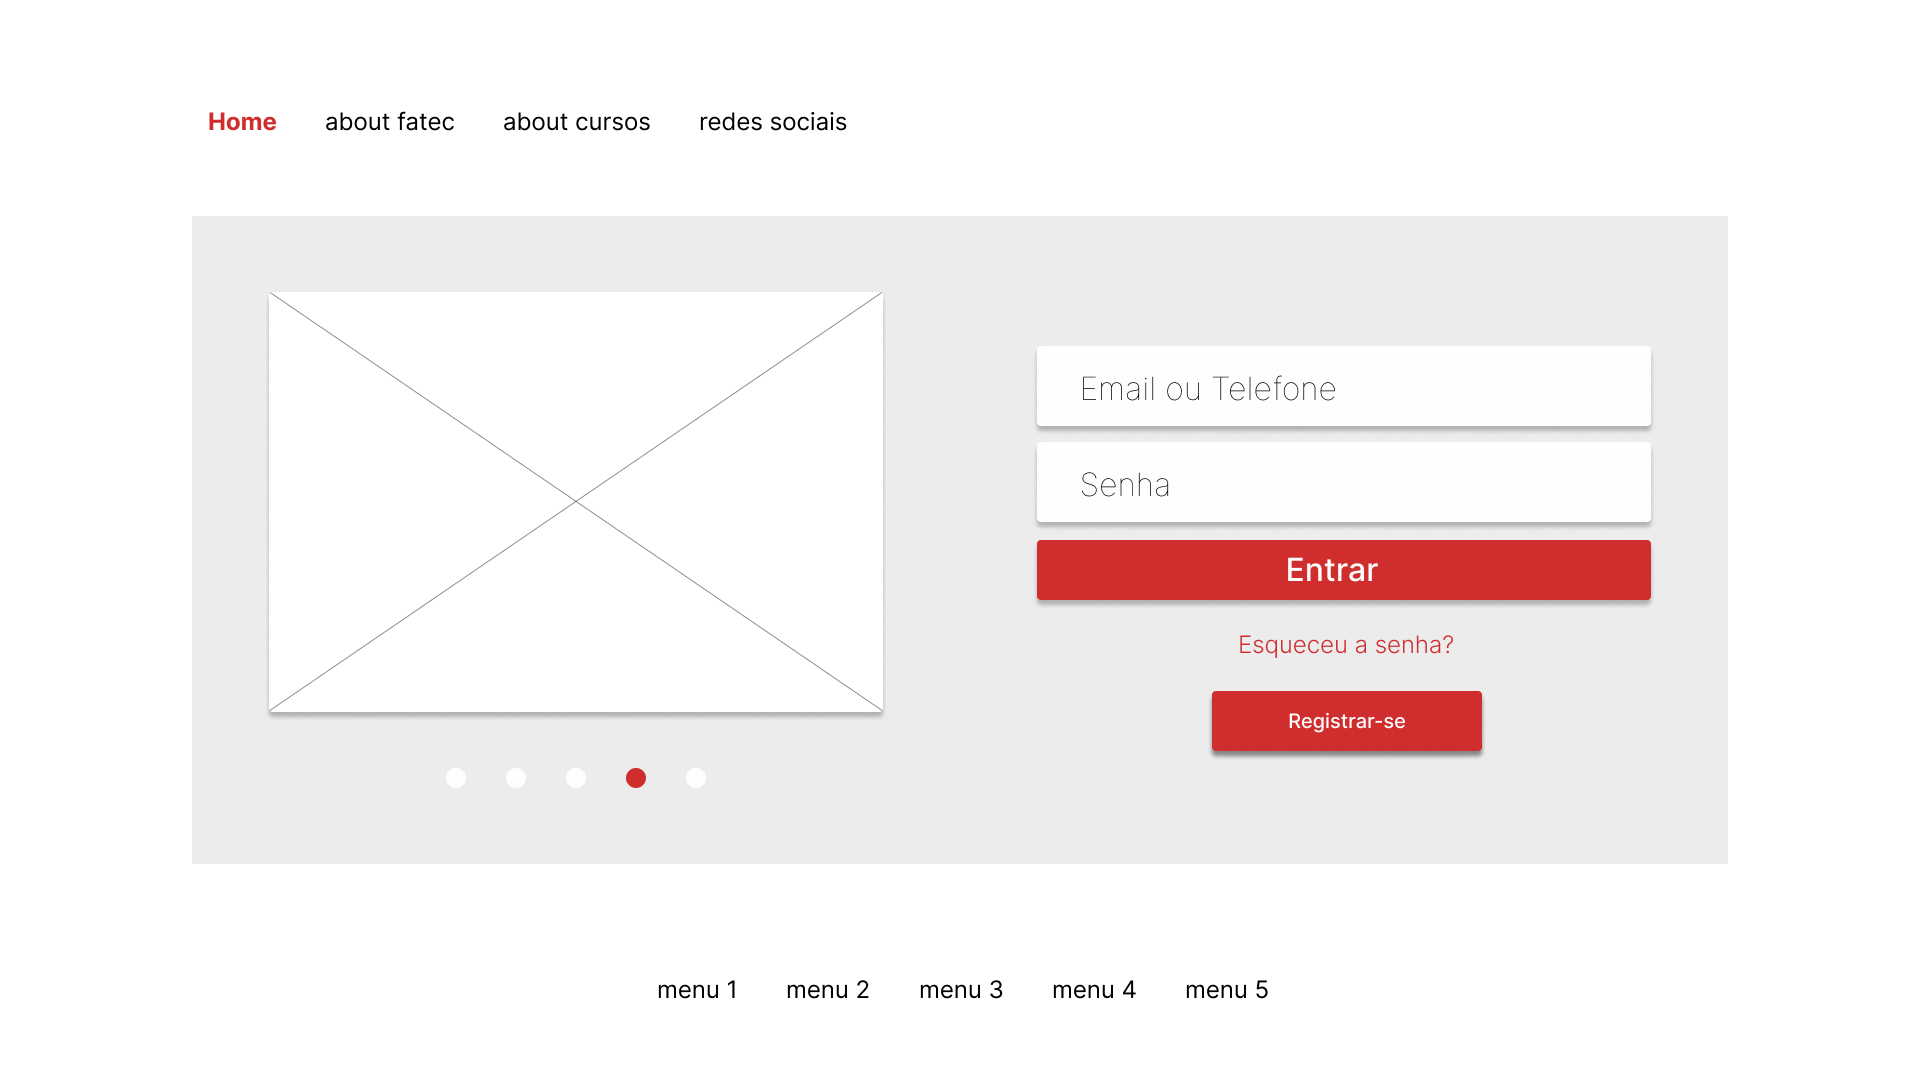 Home about fatec about cursos redes sociais
Email ou Telefone
Senha
Entrar
Esqueceu a senha?
Registrar-se
menu 1 menu 2 menu 3 menu 4 menu 5